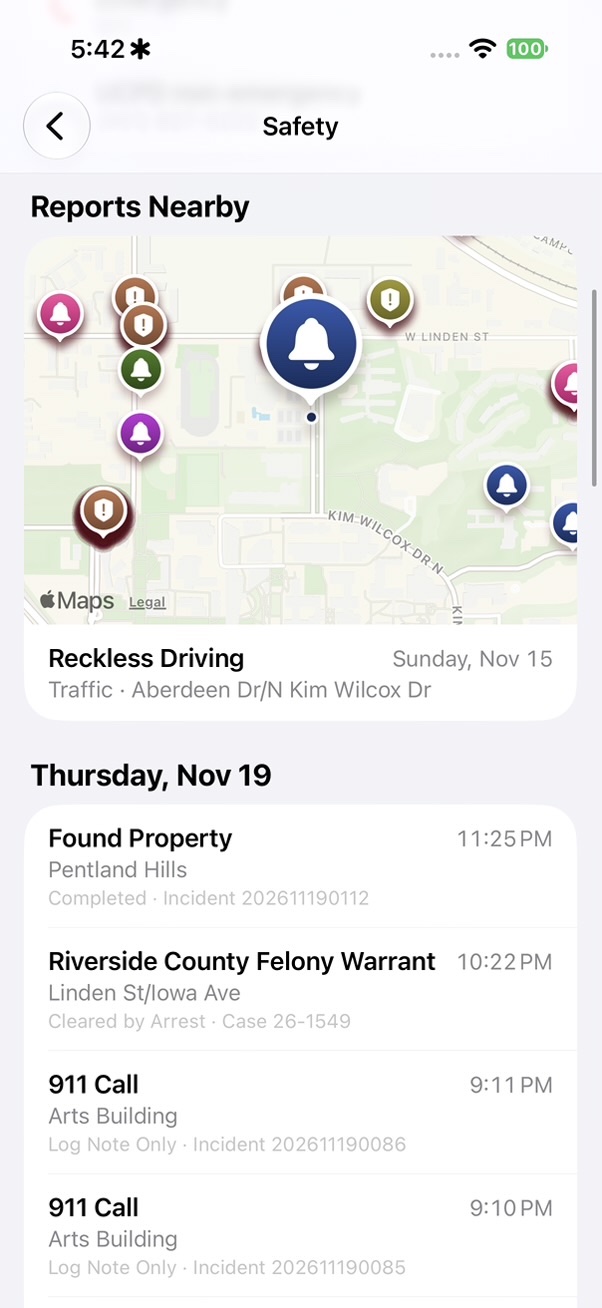 5:42
100
Safety
Reports Nearby
CAMP
W LINDEN ST
KIM WILCOX DR N
KIM
Maps Legal
Reckless Driving Sunday, Nov 15
Traffic · Aberdeen Dr/N Kim Wilcox Dr
Thursday, Nov 19
Found Property 11:25 PM
Pentland Hills
Completed · Incident 202611190112
Riverside County Felony Warrant 10:22 PM
Linden St/Iowa Ave
Cleared by Arrest · Case 26-1549
911 Call 9:11 PM
Arts Building
Log Note Only · Incident 202611190086
911 Call 9:10 PM
Arts Building
Log Note Only · Incident 202611190085